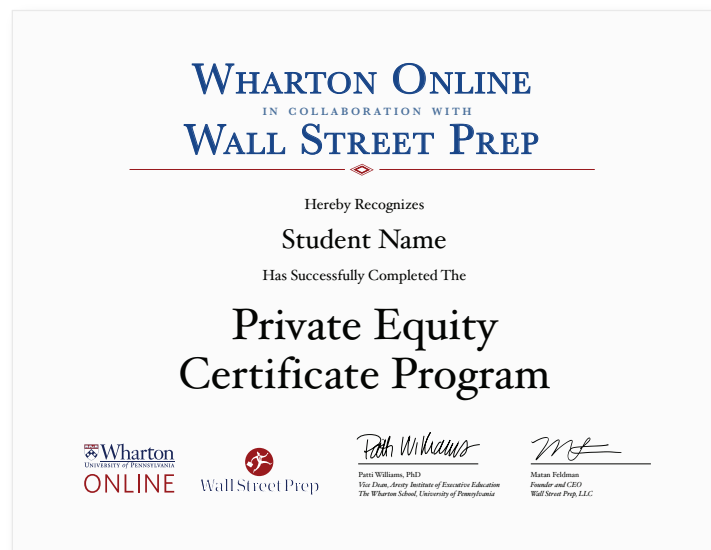 WHARTON ONLINE
IN COLLABORATION WITH
WALL STREET PREP
Hereby Recognizes
Student Name
Has Successfully Completed The
Private Equity
Certificate Program
Wharton
UNIVERSITY of PENNSYLVANIA
ONLINE
Wall Street Prep
Patti Williams
Patti Williams, PhD
Vice Dean, Aresty Institute of Executive Education
The Wharton School, University of Pennsylvania
Matan Feldman
Founder and CEO
Wall Street Prep, LLC